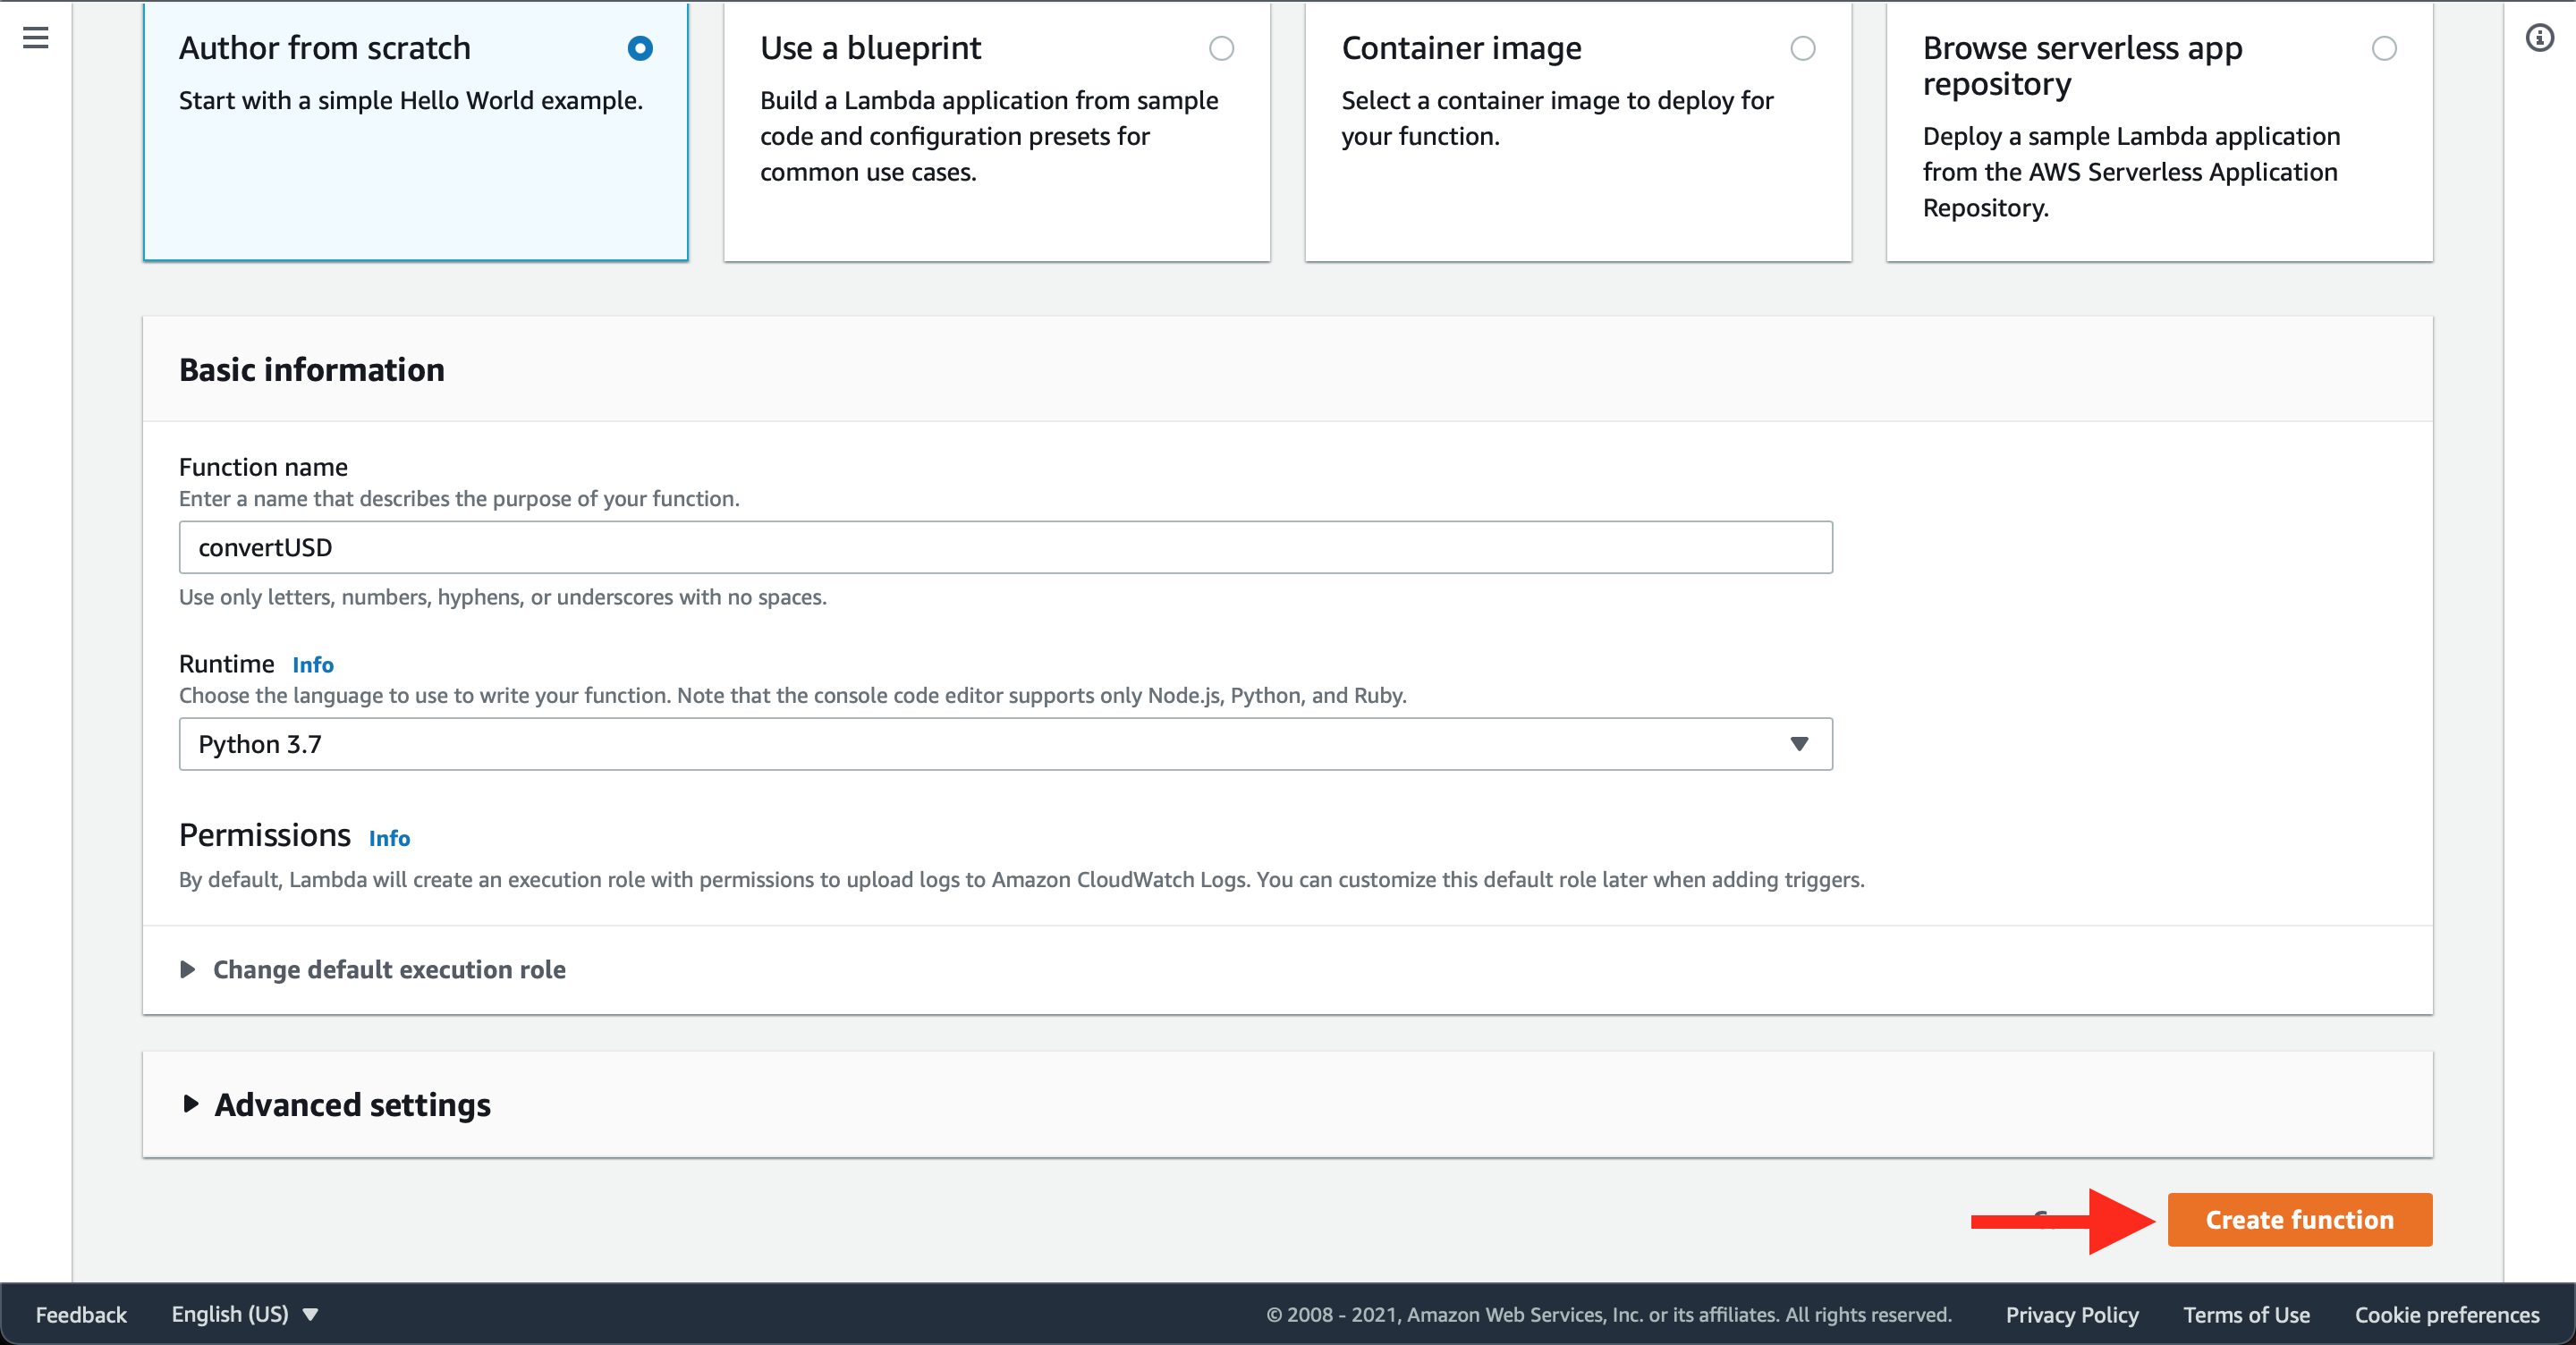 Author from scratch
Start with a simple Hello World example.
Use a blueprint
Build a Lambda application from sample
code and configuration presets for
common use cases.
Container image
Select a container image to deploy for
your function.
Browse serverless app
repository
Deploy a sample Lambda application
from the AWS Serverless Application
Repository.
Basic information
Function name
Enter a name that describes the purpose of your function.
convertUSD
Use only letters, numbers, hyphens, or underscores with no spaces.
Runtime Info
Choose the language to use to write your function. Note that the console code editor supports only Node.js, Python, and Ruby.
Python 3.7
Permissions Info
By default, Lambda will create an execution role with permissions to upload logs to Amazon CloudWatch Logs. You can customize this default role later when adding triggers.
Change default execution role
Advanced settings
Create function
Feedback English (US) © 2008 - 2021, Amazon Web Services, Inc. or its affiliates. All rights reserved. Privacy Policy Terms of Use Cookie preferences